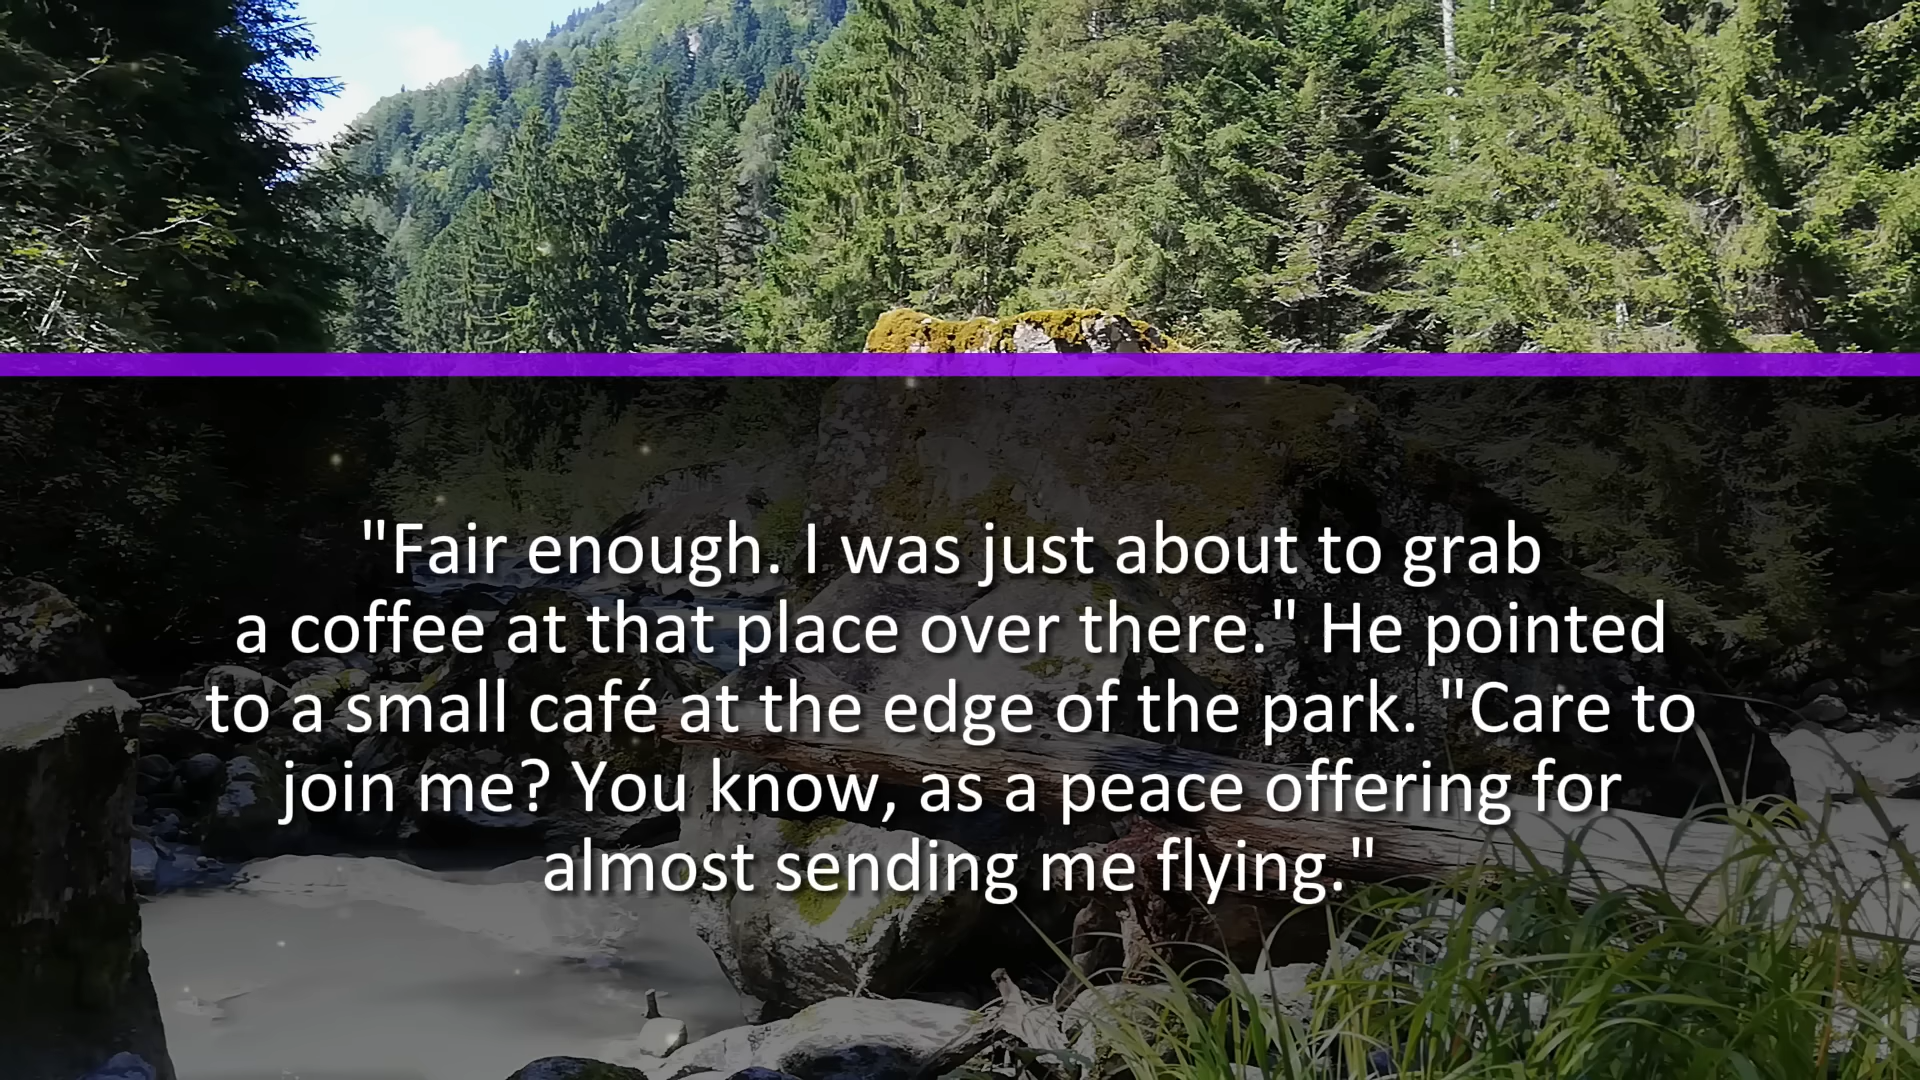 "Fair enough. I was just about to grab
a coffee at that place over there." He pointed
to a small café at the edge of the park. "Care to
join me? You know, as a peace offering for
almost sending me flying."